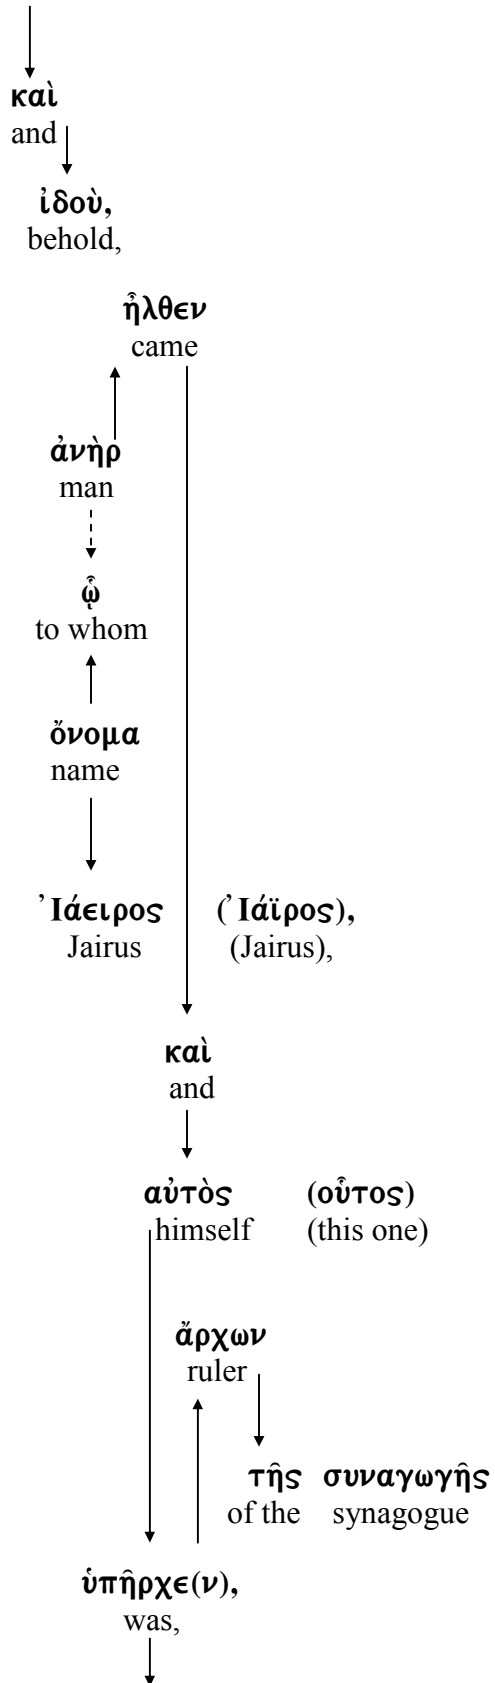 καὶ
and
ἰδοὺ,
behold,
ἦλθεν
came
ἀνὴρ
man
ᾧ
to whom
ὄνομα
name
Ἰάειρος (Ἰάϊρος),
Jairus (Jairus),
καὶ
and
αὐτὸς (οὗτος)
himself (this one)
ἄρχων
ruler
τῆς συναγωγῆς
of the synagogue
ὑπῆρχε(ν),
was,